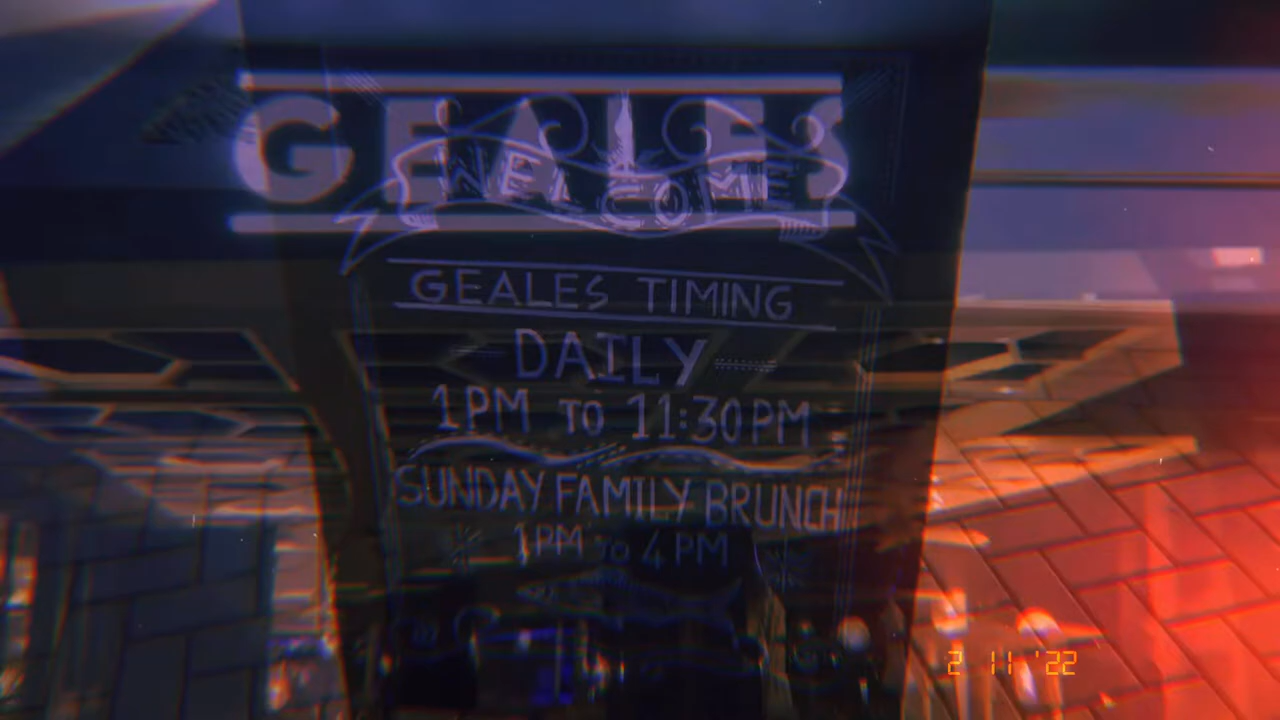 GEALES
WELCOME
GEALES TIMING
DAILY
1PM TO 11:30PM
SUNDAY FAMILY BRUNCH
1PM TO 4PM
2 11 '22